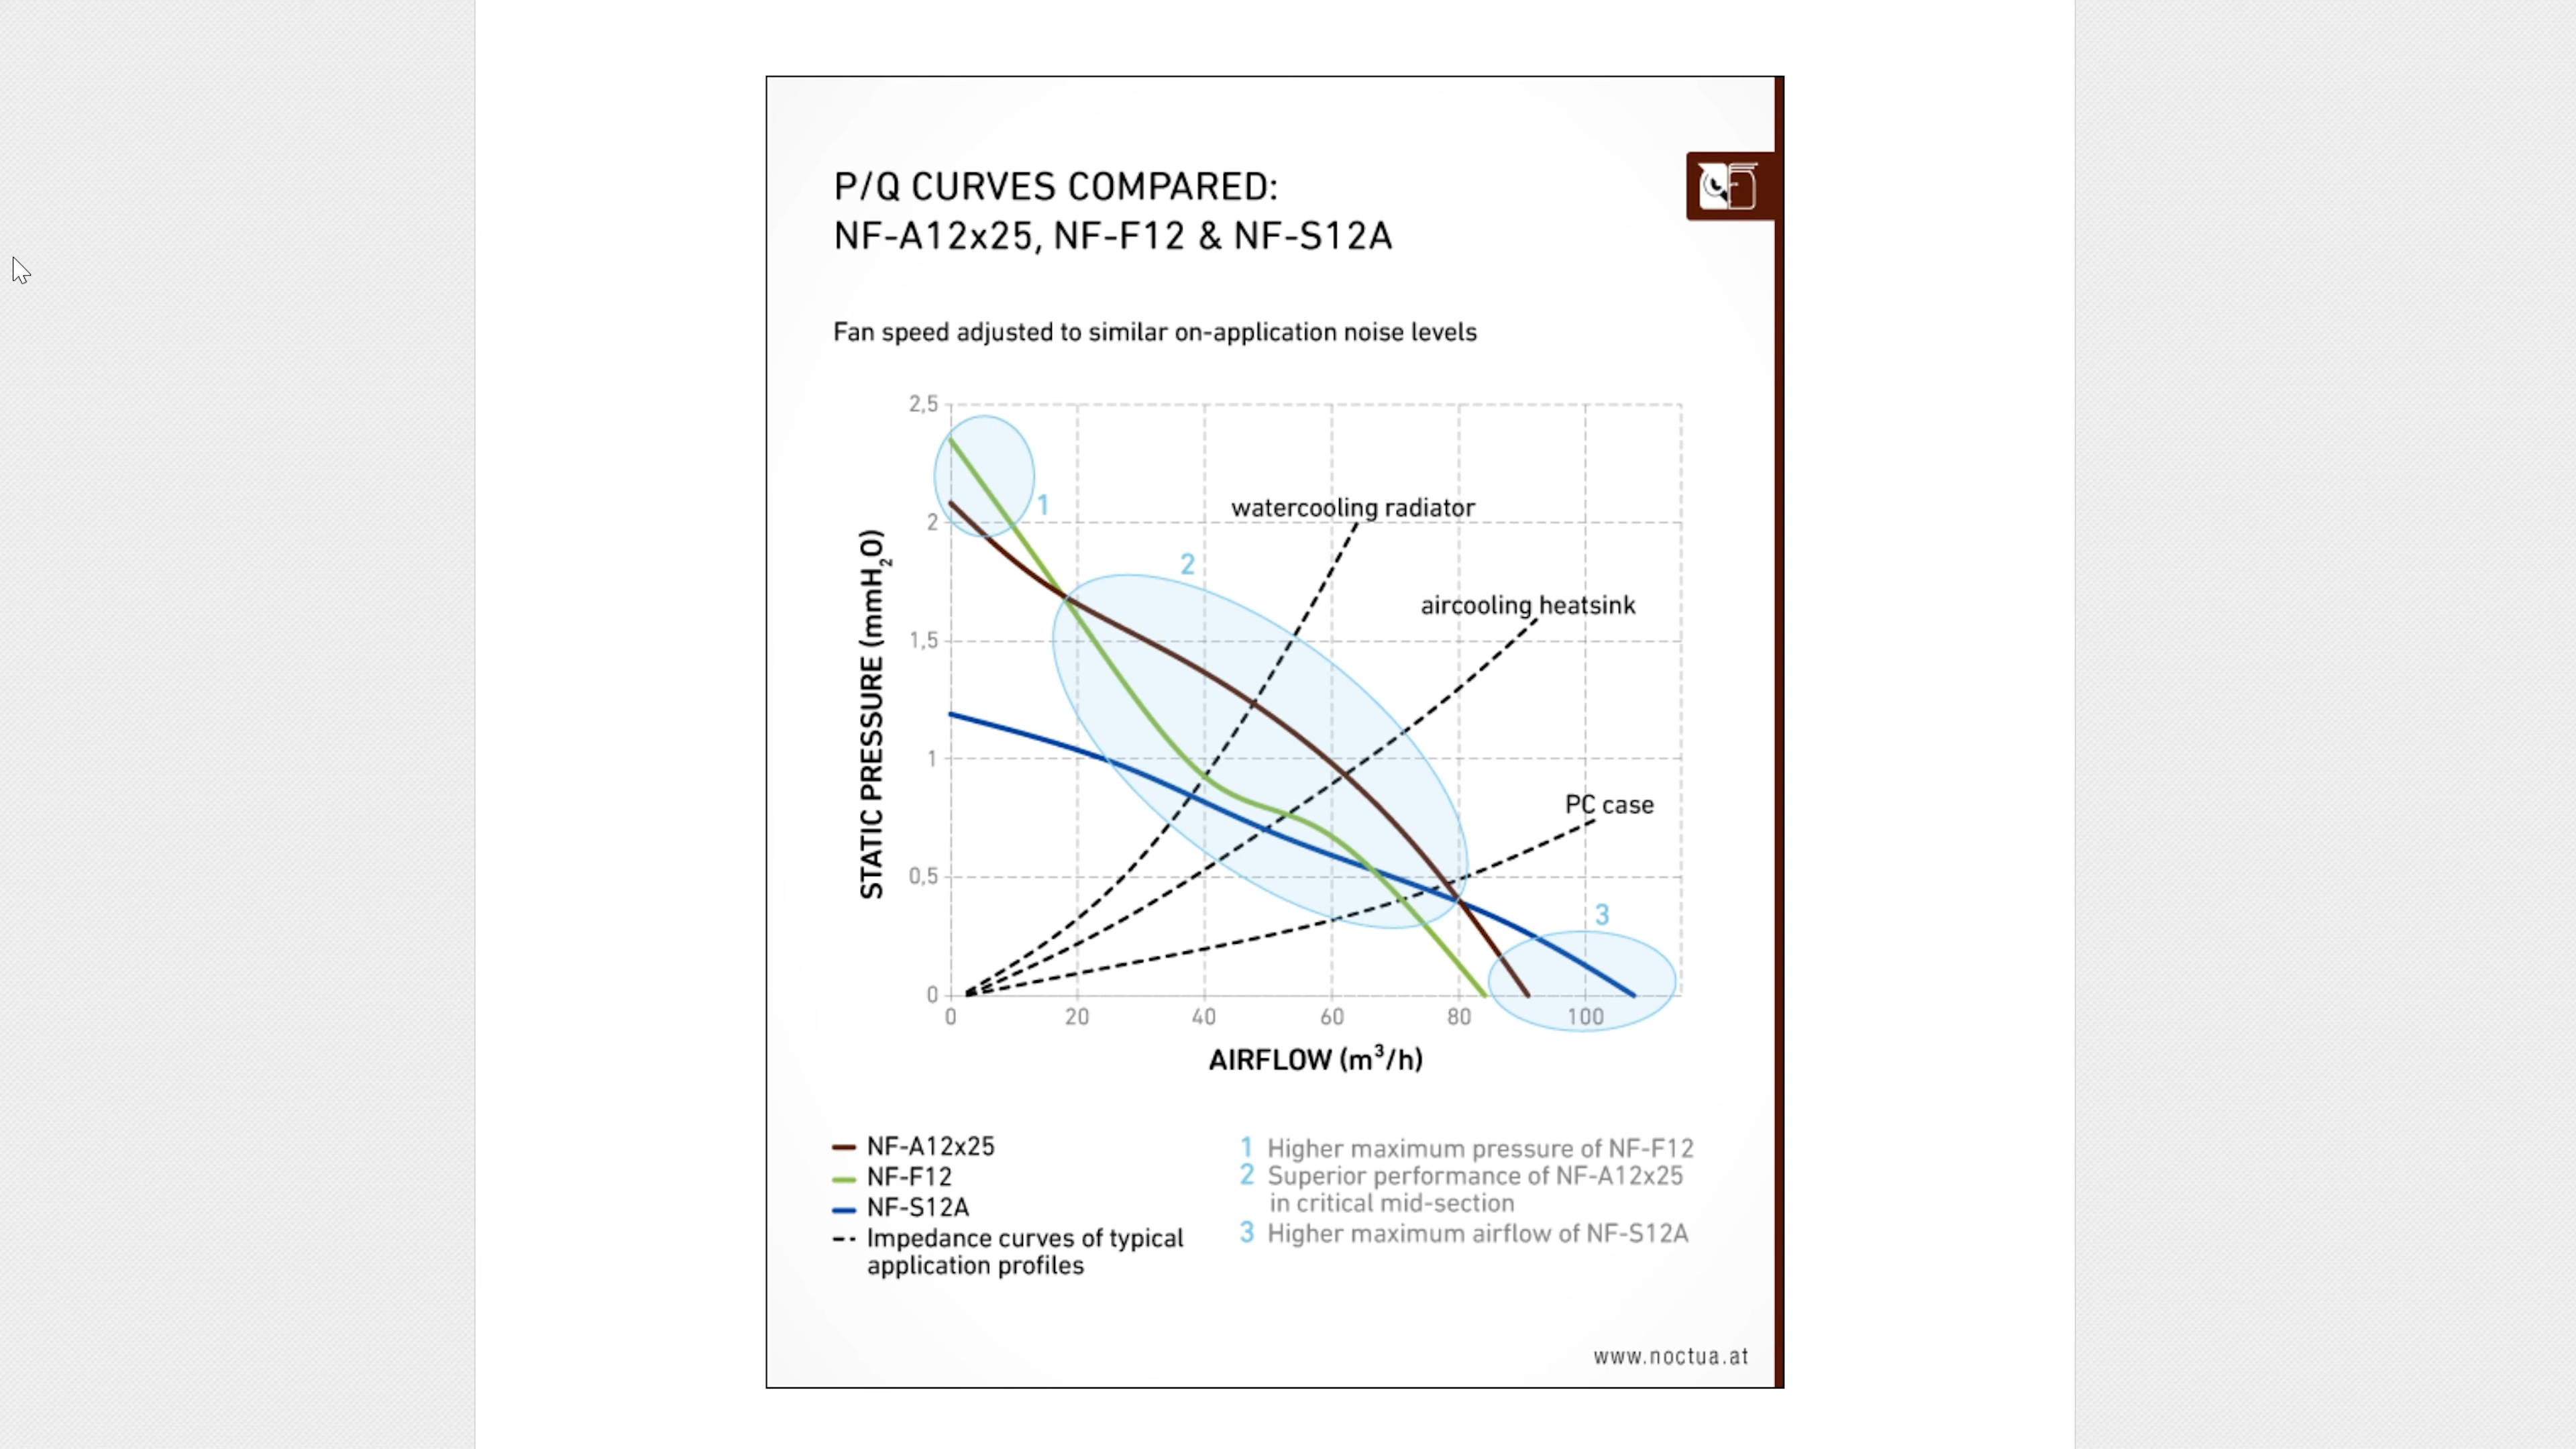 P/Q CURVES COMPARED:
NF-A12x25, NF-F12 & NF-S12A
Fan speed adjusted to similar on-application noise levels
2,5
2
1,5
1
0,5
0
STATIC PRESSURE (mmH₂O)
1
2
3
watercooling radiator
aircooling heatsink
PC case
0 20 40 60 80 100
AIRFLOW (m³/h)
NF-A12x25
NF-F12
NF-S12A
Impedance curves of typical
application profiles
1 Higher maximum pressure of NF-F12
2 Superior performance of NF-A12x25
in critical mid-section
3 Higher maximum airflow of NF-S12A
www.noctua.at